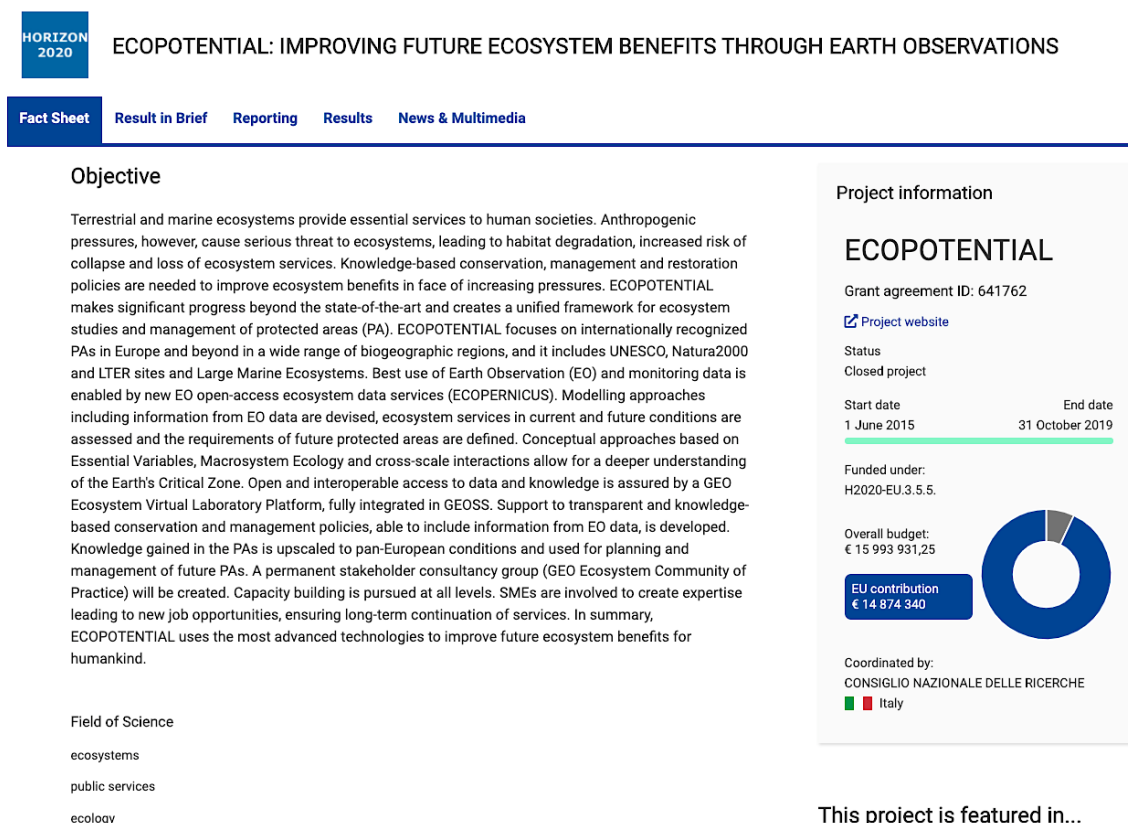 HORIZON
2020
ECOPOTENTIAL: IMPROVING FUTURE ECOSYSTEM BENEFITS THROUGH EARTH OBSERVATIONS
Fact Sheet Result in Brief Reporting Results News & Multimedia
Objective
Terrestrial and marine ecosystems provide essential services to human societies. Anthropogenic
pressures, however, cause serious threat to ecosystems, leading to habitat degradation, increased risk of
collapse and loss of ecosystem services. Knowledge-based conservation, management and restoration
policies are needed to improve ecosystem benefits in face of increasing pressures. ECOPOTENTIAL
makes significant progress beyond the state-of-the-art and creates a unified framework for ecosystem
studies and management of protected areas (PA). ECOPOTENTIAL focuses on internationally recognized
PAs in Europe and beyond in a wide range of biogeographic regions, and it includes UNESCO, Natura2000
and LTER sites and Large Marine Ecosystems. Best use of Earth Observation (EO) and monitoring data is
enabled by new EO open-access ecosystem data services (ECOPERNICUS). Modelling approaches
including information from EO data are devised, ecosystem services in current and future conditions are
assessed and the requirements of future protected areas are defined. Conceptual approaches based on
Essential Variables, Macrosystem Ecology and cross-scale interactions allow for a deeper understanding
of the Earth's Critical Zone. Open and interoperable access to data and knowledge is assured by a GEO
Ecosystem Virtual Laboratory Platform, fully integrated in GEOSS. Support to transparent and knowledge-
based conservation and management policies, able to include information from EO data, is developed.
Knowledge gained in the PAs is upscaled to pan-European conditions and used for planning and
management of future PAs. A permanent stakeholder consultancy group (GEO Ecosystem Community of
Practice) will be created. Capacity building is pursued at all levels. SMEs are involved to create expertise
leading to new job opportunities, ensuring long-term continuation of services. In summary,
ECOPOTENTIAL uses the most advanced technologies to improve future ecosystem benefits for
humankind.
Field of Science
ecosystems
public services
ecology
Project information
ECOPOTENTIAL
Grant agreement ID: 641762
Project website
Status
Closed project
Start date End date
1 June 2015 31 October 2019
Funded under:
H2020-EU.3.5.5.
Overall budget:
€ 15 993 931,25
EU contribution
€ 14 874 340
Coordinated by:
CONSIGLIO NAZIONALE DELLE RICERCHE
Italy
This project is featured in...